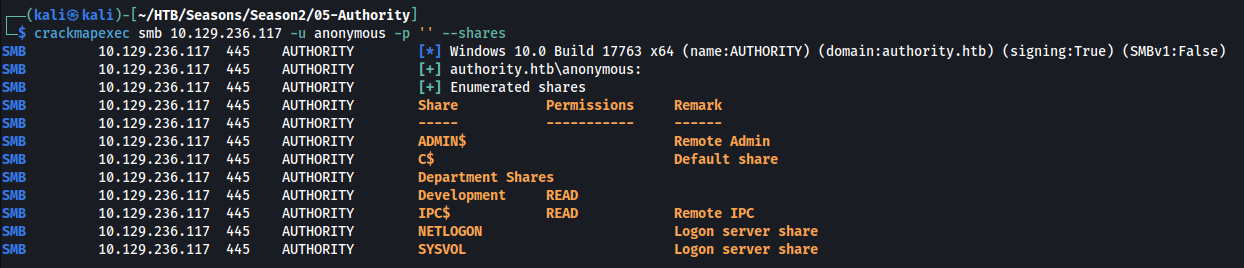 (kali㉿kali)-[~/HTB/Seasons/Season2/05-Authority]
$ crackmapexec smb 10.129.236.117 -u anonymous -p '' --shares
SMB 10.129.236.117 445 AUTHORITY [*] Windows 10.0 Build 17763 x64 (name:AUTHORITY) (domain:authority.htb) (signing:True) (SMBv1:False)
SMB 10.129.236.117 445 AUTHORITY [+] authority.htb\anonymous:
SMB 10.129.236.117 445 AUTHORITY [+] Enumerated shares
SMB 10.129.236.117 445 AUTHORITY Share Permissions Remark
SMB 10.129.236.117 445 AUTHORITY ----- ----------- ------
SMB 10.129.236.117 445 AUTHORITY ADMIN$ Remote Admin
SMB 10.129.236.117 445 AUTHORITY C$ Default share
SMB 10.129.236.117 445 AUTHORITY Department Shares
SMB 10.129.236.117 445 AUTHORITY Development READ
SMB 10.129.236.117 445 AUTHORITY IPC$ READ Remote IPC
SMB 10.129.236.117 445 AUTHORITY NETLOGON Logon server share
SMB 10.129.236.117 445 AUTHORITY SYSVOL Logon server share